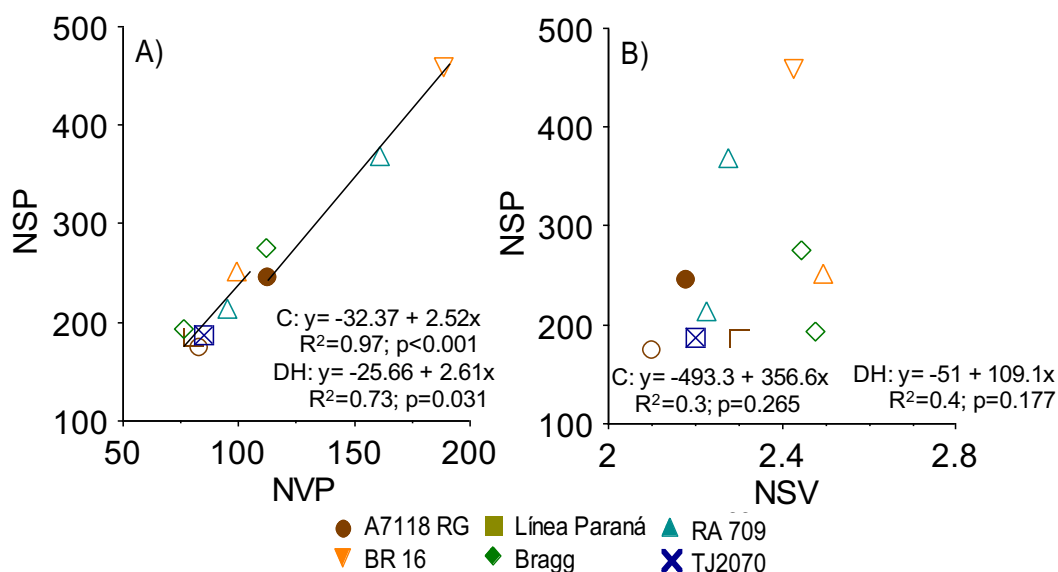 A)
500
400
300
200
100
NSP
50
100
150
200
NVP
C: y= -32.37 + 2.52x
R²=0.97; p<0.001
DH: y= -25.66 + 2.61x
R²=0.73; p=0.031
B)
500
400
300
200
100
NSP
2
2.4
2.8
NSV
C: y= -493.3 + 356.6x
R²=0.3; p=0.265
DH: y= -51 + 109.1x
R²=0.4; p=0.177
A7118 RG
Línea Paraná
RA 709
BR 16
Bragg
TJ2070